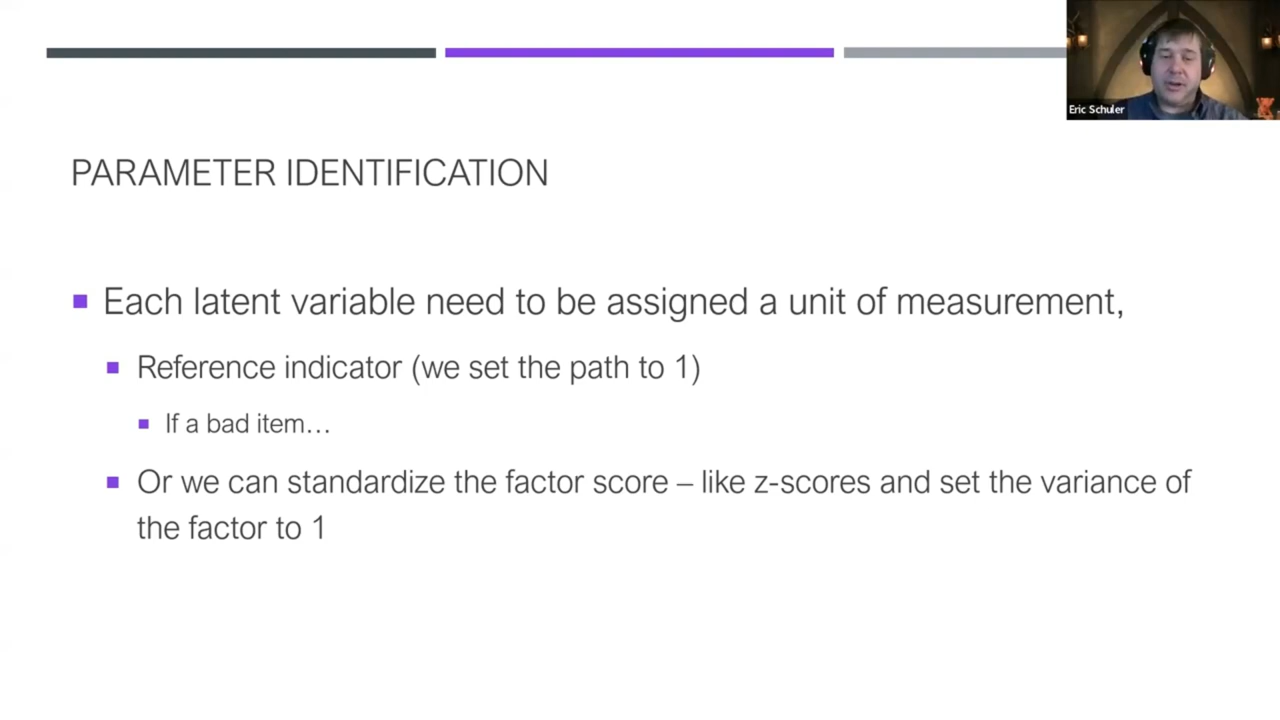 Eric Schuler
PARAMETER IDENTIFICATION
Each latent variable need to be assigned a unit of measurement,
Reference indicator (we set the path to 1)
If a bad item…
Or we can standardize the factor score – like z-scores and set the variance of
the factor to 1